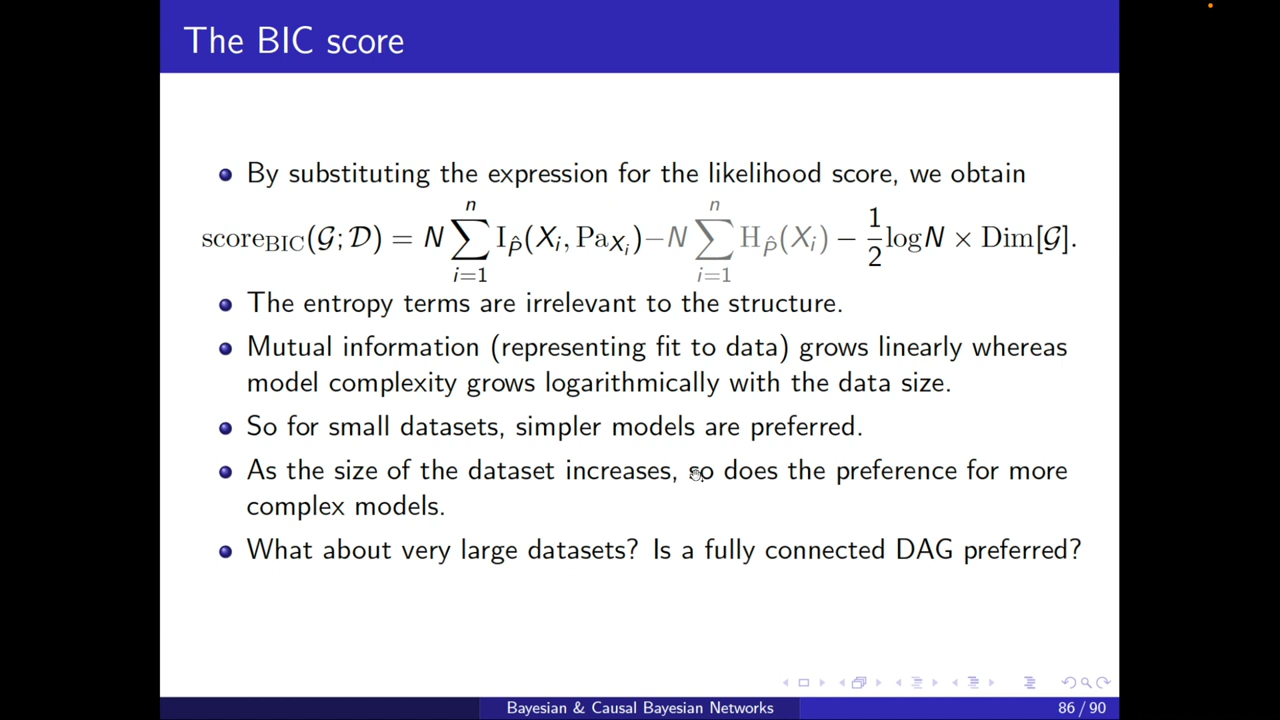 The BIC score
By substituting the expression for the likelihood score, we obtain
score_BIC(𝒢; 𝒟) = N ∑_{i=1}^{n} I_{P̂}(X_i, Pa_{X_i}) − N ∑_{i=1}^{n} H_{P̂}(X_i) − 1/2 log N × Dim[𝒢].
The entropy terms are irrelevant to the structure.
Mutual information (representing fit to data) grows linearly whereas
model complexity grows logarithmically with the data size.
So for small datasets, simpler models are preferred.
As the size of the dataset increases, so does the preference for more
complex models.
What about very large datasets? Is a fully connected DAG preferred?
Bayesian & Causal Bayesian Networks
86 / 90